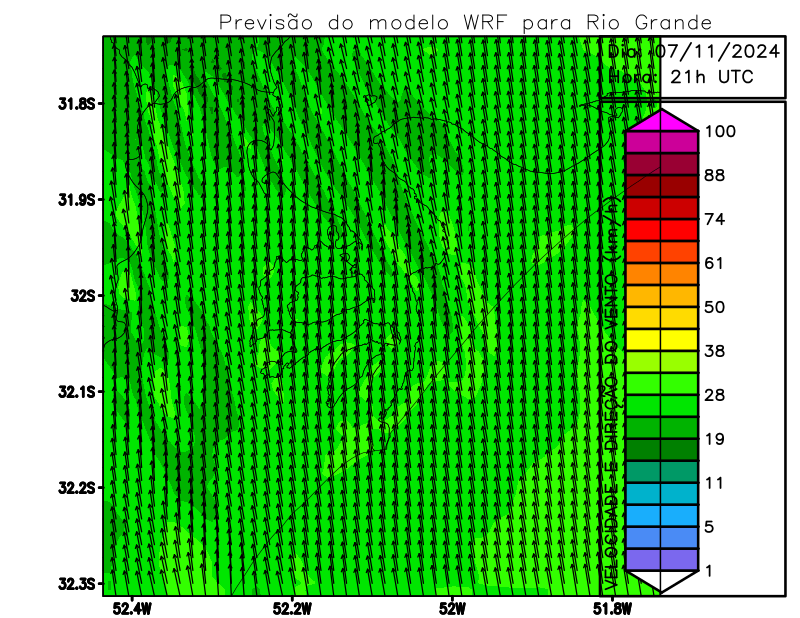 Previsão do modelo WRF para Rio Grande
Dia: 07/11/2024
Hora: 21h UTC
31.8S
31.9S
32S
32.1S
32.2S
32.3S
52.4W
52.2W
52W
51.8W
VELOCIDADE E DIREÇÃO DO VENTO (km/h)
100
88
74
61
50
38
28
19
11
5
1